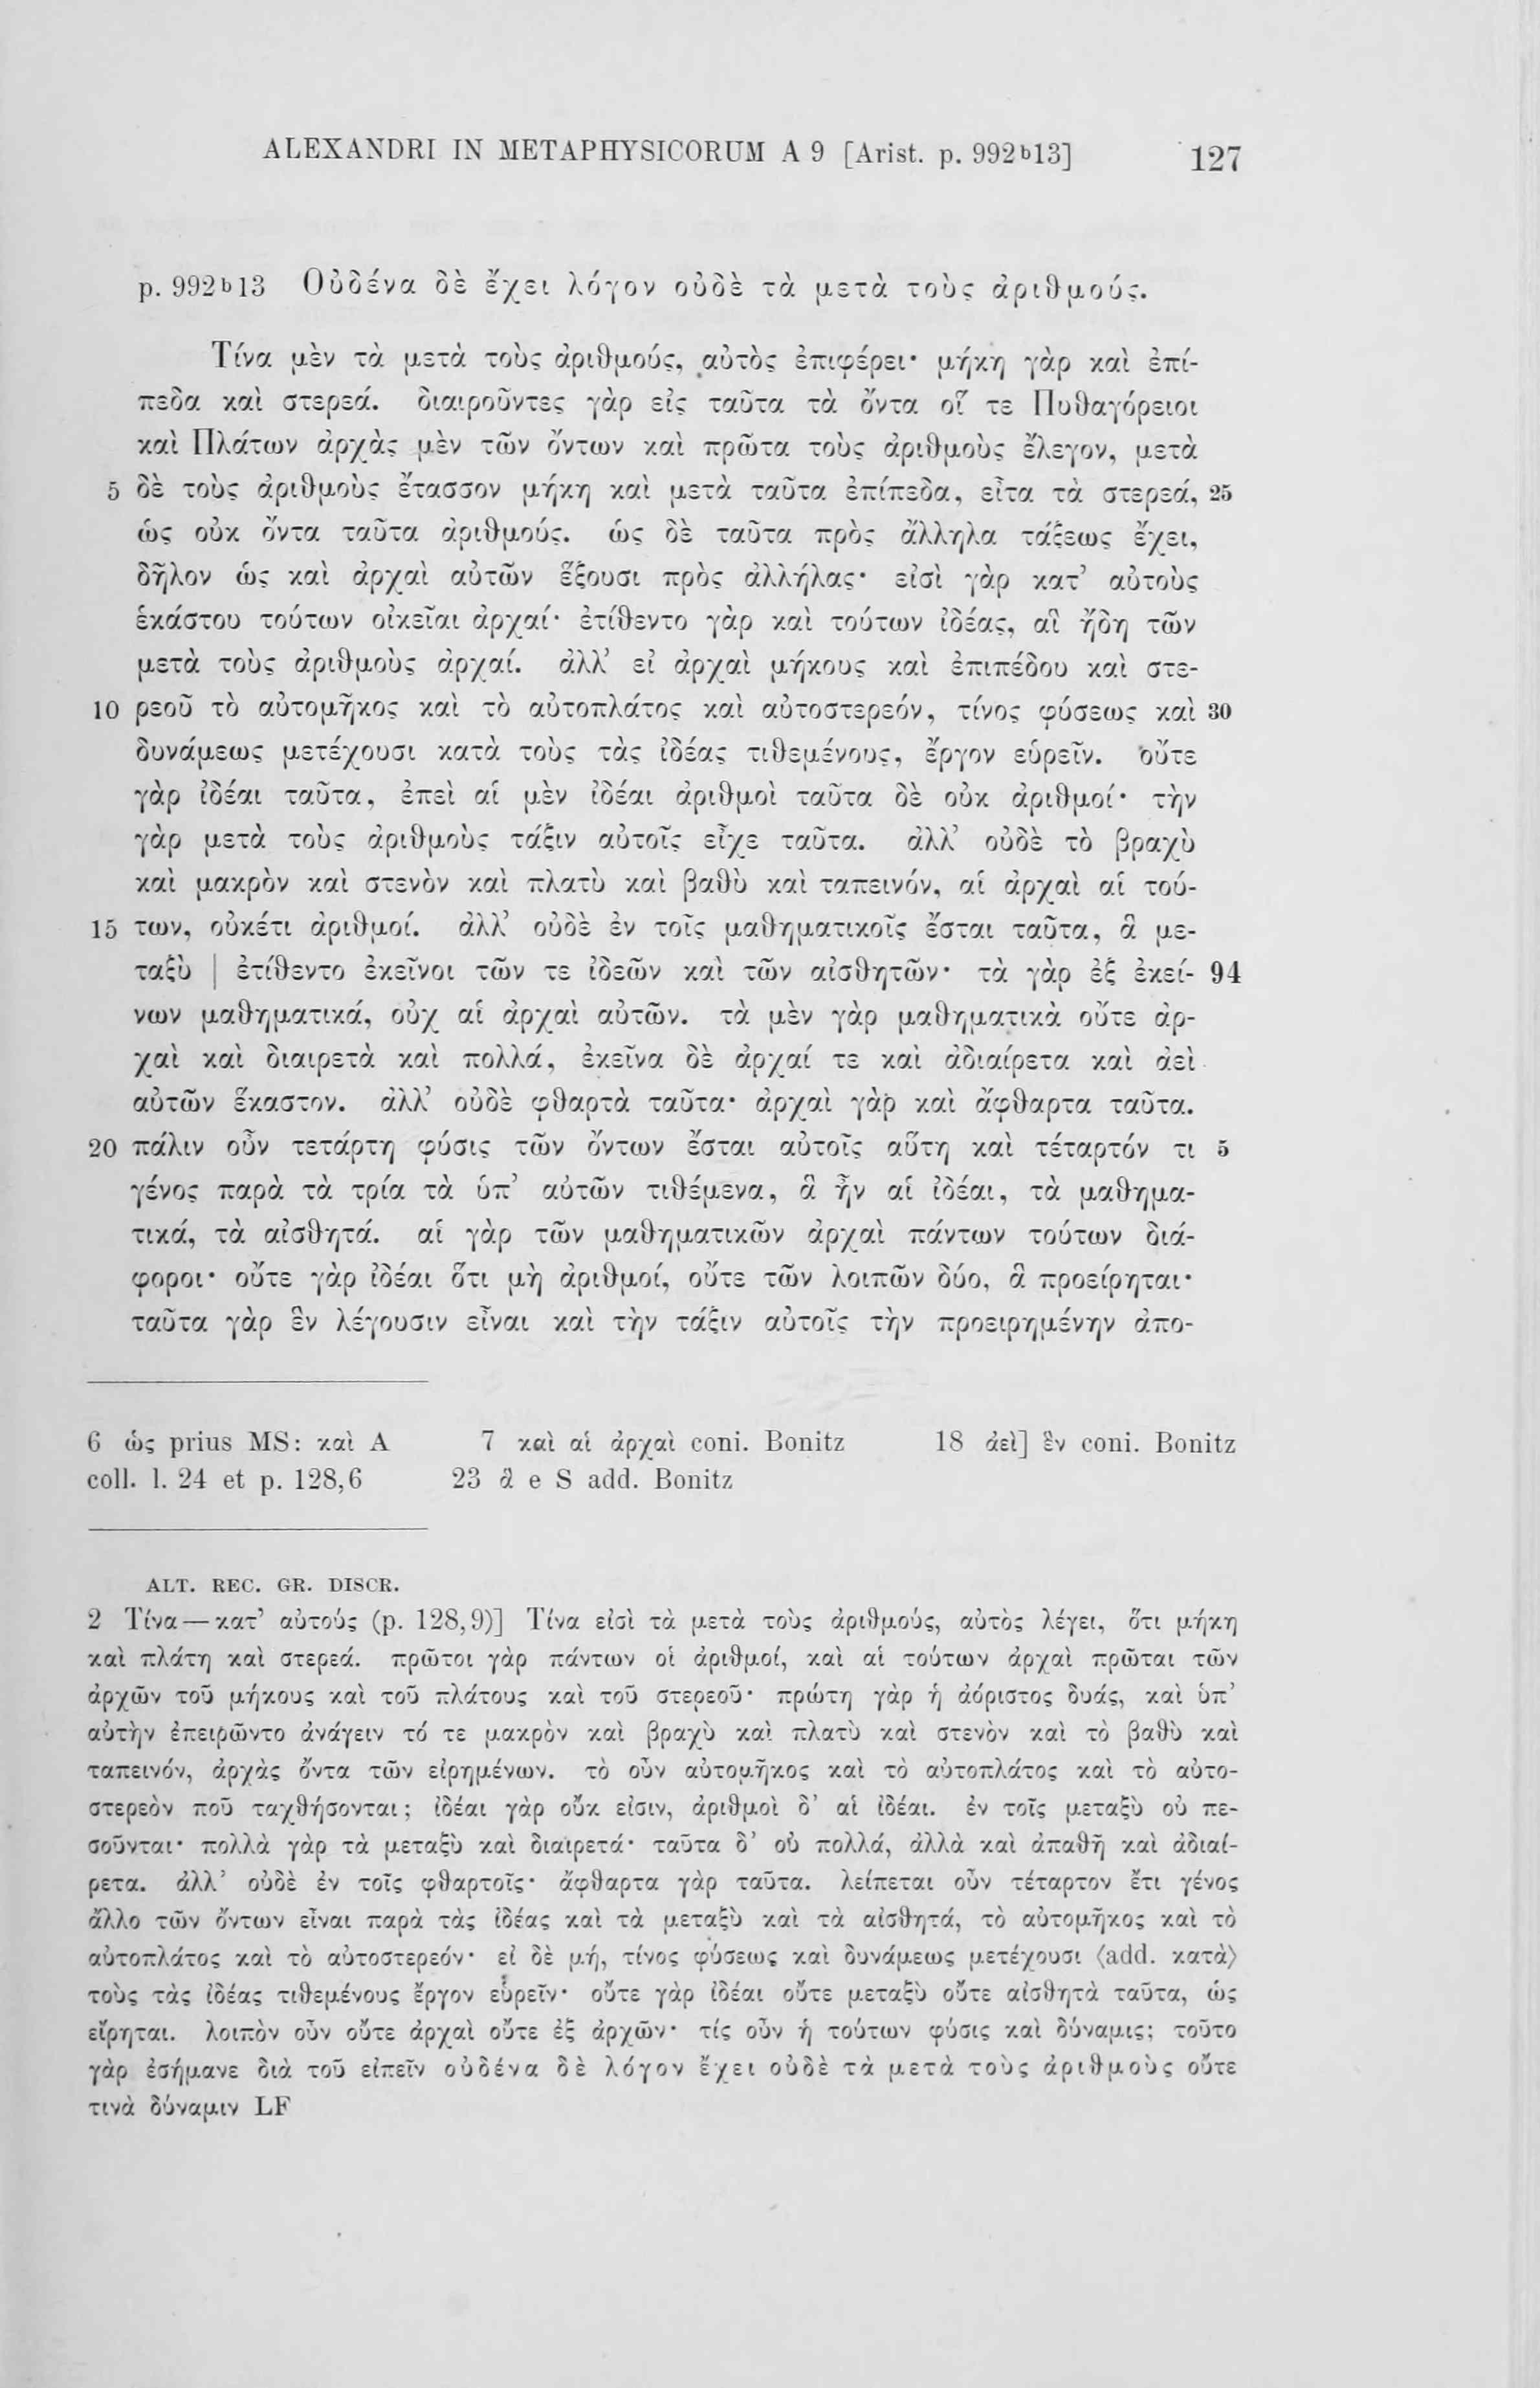 ALEXANDRI IN METAPHYSICORUM A 9 [Arist. p. 992b13] 127
p. 992b13 Οὐδένα δὲ ἔχει λόγον οὐδὲ τὰ μετὰ τοὺς ἀριθμούς.
Τίνα μὲν τὰ μετὰ τοὺς ἀριθμούς, αὐτὸς ἐπιφέρει· μήκη γὰρ καὶ ἐπί-
πεδα καὶ στερεά. διαιροῦντες γὰρ εἰς ταῦτα τὰ ὄντα οἵ τε Πυθαγόρειοι
καὶ Πλάτων ἀρχὰς μὲν τῶν ὄντων καὶ πρῶτα τοὺς ἀριθμοὺς ἔλεγον, μετὰ
5 δὲ τοὺς ἀριθμοὺς ἔτασσον μήκη καὶ μετὰ ταῦτα ἐπίπεδα, εἶτα τὰ στερεά, 25
ὡς οὐκ ὄντα ταῦτα ἀριθμούς. ὡς δὲ ταῦτα πρὸς ἄλληλα τάξεως ἔχει,
δῆλον ὡς καὶ ἀρχαὶ αὐτῶν ἕξουσι πρὸς ἀλλήλας· εἰσὶ γὰρ κατ’ αὐτοὺς
ἑκάστου τούτων οἰκεῖαι ἀρχαί· ἐτίθεντο γὰρ καὶ τούτων ἰδέας, αἳ ἤδη τῶν
μετὰ τοὺς ἀριθμοὺς ἀρχαί. ἀλλ’ εἰ ἀρχαὶ μήκους καὶ ἐπιπέδου καὶ στε-
10 ρεοῦ τὸ αὐτομῆκος καὶ τὸ αὐτοπλάτος καὶ αὐτοστερεόν, τίνος φύσεως καὶ 30
δυνάμεως μετέχουσι κατὰ τοὺς τὰς ἰδέας τιθεμένους, ἔργον εὑρεῖν. οὔτε
γὰρ ἰδέαι ταῦτα, ἐπεὶ αἱ μὲν ἰδέαι ἀριθμοὶ ταῦτα δὲ οὐκ ἀριθμοί· τὴν
γὰρ μετὰ τοὺς ἀριθμοὺς τάξιν αὐτοῖς εἶχε ταῦτα. ἀλλ’ οὐδὲ τὸ βραχὺ
καὶ μακρὸν καὶ στενὸν καὶ πλατὺ καὶ βαθὺ καὶ ταπεινόν, αἱ ἀρχαὶ αἱ τού-
15 των, οὐκέτι ἀριθμοί. ἀλλ’ οὐδὲ ἐν τοῖς μαθηματικοῖς ἔσται ταῦτα, ἃ με-
ταξὺ | ἐτίθεντο ἐκεῖνοι τῶν τε ἰδεῶν καὶ τῶν αἰσθητῶν· τὰ γὰρ ἐξ ἐκεί- 94
νων μαθηματικά, οὐχ αἱ ἀρχαὶ αὐτῶν. τὰ μὲν γὰρ μαθηματικὰ οὔτε ἀρ-
χαὶ καὶ διαιρετὰ καὶ πολλά, ἐκεῖνα δὲ ἀρχαί τε καὶ ἀδιαίρετα καὶ ἀεὶ
αὐτῶν ἕκαστον. ἀλλ’ οὐδὲ φθαρτὰ ταῦτα· ἀρχαὶ γὰρ καὶ ἄφθαρτα ταῦτα.
20 πάλιν οὖν τετάρτη φύσις τῶν ὄντων ἔσται αὐτοῖς αὕτη καὶ τέταρτόν τι 5
γένος παρὰ τὰ τρία τὰ ὑπ’ αὐτῶν τιθέμενα, ἃ ἦν αἱ ἰδέαι, τὰ μαθημα-
τικά, τὰ αἰσθητά. αἱ γὰρ τῶν μαθηματικῶν ἀρχαὶ πάντων τούτων διά-
φοροι· οὔτε γὰρ ἰδέαι ὅτι μὴ ἀριθμοί, οὔτε τῶν λοιπῶν δύο, ἃ προείρηται·
ταῦτα γὰρ ἓν λέγουσιν εἶναι καὶ τὴν τάξιν αὐτοῖς τὴν προειρημένην ἀπο-
6 ὡς prius MS: καὶ A 7 καὶ αἱ ἀρχαὶ coni. Bonitz 18 ἀεὶ] ἓν coni. Bonitz
coll. l. 24 et p. 128,6 23 ἃ e S add. Bonitz
ALT. REC. GR. DISCR.
2 Τίνα — κατ’ αὐτούς (p. 128,9)] Τίνα εἰσὶ τὰ μετὰ τοὺς ἀριθμούς, αὐτὸς λέγει, ὅτι μήκη
καὶ πλάτη καὶ στερεά. πρῶτοι γὰρ πάντων οἱ ἀριθμοί, καὶ αἱ τούτων ἀρχαὶ πρῶται τῶν
ἀρχῶν τοῦ μήκους καὶ τοῦ πλάτους καὶ τοῦ στερεοῦ· πρώτη γὰρ ἡ ἀόριστος δυάς, καὶ ὑπ’
αὐτὴν ἐπειρῶντο ἀνάγειν τό τε μακρὸν καὶ βραχὺ καὶ πλατὺ καὶ στενὸν καὶ τὸ βαθὺ καὶ
ταπεινόν, ἀρχὰς ὄντα τῶν εἰρημένων. τὸ οὖν αὐτομῆκος καὶ τὸ αὐτοπλάτος καὶ τὸ αὐτο-
στερεὸν ποῦ ταχθήσονται; ἰδέαι γὰρ οὔκ εἰσιν, ἀριθμοὶ δ’ αἱ ἰδέαι. ἐν τοῖς μεταξὺ οὐ πε-
σοῦνται· πολλὰ γὰρ τὰ μεταξὺ καὶ διαιρετά· ταῦτα δ’ οὐ πολλά, ἀλλὰ καὶ ἀπαθῆ καὶ ἀδιαί-
ρετα. ἀλλ’ οὐδὲ ἐν τοῖς φθαρτοῖς· ἄφθαρτα γὰρ ταῦτα. λείπεται οὖν τέταρτον ἔτι γένος
ἄλλο τῶν ὄντων εἶναι παρὰ τὰς ἰδέας καὶ τὰ μεταξὺ καὶ τὰ αἰσθητά, τὸ αὐτομῆκος καὶ τὸ
αὐτοπλάτος καὶ τὸ αὐτοστερεόν· εἰ δὲ μή, τίνος φύσεως καὶ δυνάμεως μετέχουσι ⟨add. κατὰ⟩
τοὺς τὰς ἰδέας τιθεμένους ἔργον εὑρεῖν· οὔτε γὰρ ἰδέαι οὔτε μεταξὺ οὔτε αἰσθητὰ ταῦτα, ὡς
εἴρηται. λοιπὸν οὖν οὔτε ἀρχαὶ οὔτε ἐξ ἀρχῶν· τίς οὖν ἡ τούτων φύσις καὶ δύναμις; τοῦτο
γὰρ ἐσήμανε διὰ τοῦ εἰπεῖν οὐδένα δὲ λόγον ἔχει οὐδὲ τὰ μετὰ τοὺς ἀριθμοὺς οὔτε
τινὰ δύναμιν LF